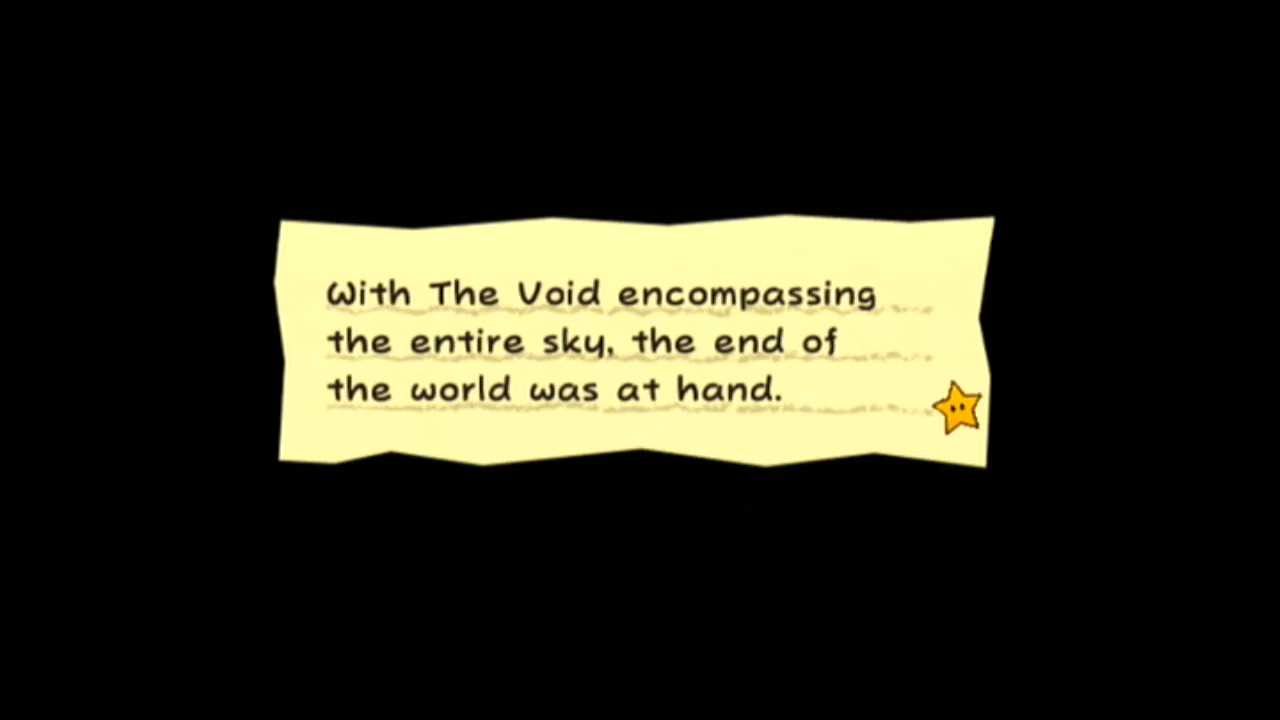 With The Void encompassing
the entire sky, the end of
the world was at hand.